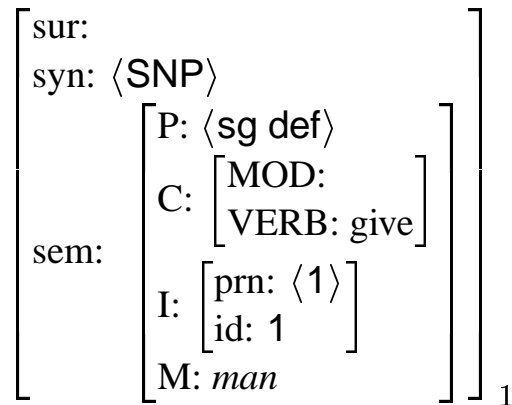 sur:
syn: ⟨SNP⟩
P: ⟨sg def⟩
C: MOD:
VERB: give
sem:
I: prn: ⟨1⟩
id: 1
M: man
1